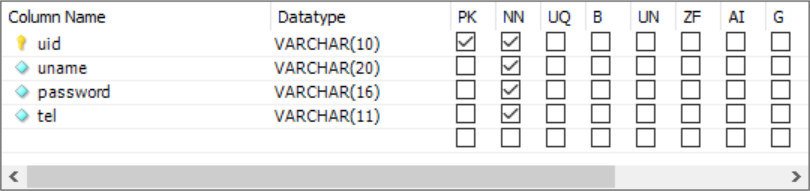 Column Name Datatype PK NN UQ B UN ZF AI G
uid VARCHAR(10)
uname VARCHAR(20)
password VARCHAR(16)
tel VARCHAR(11)